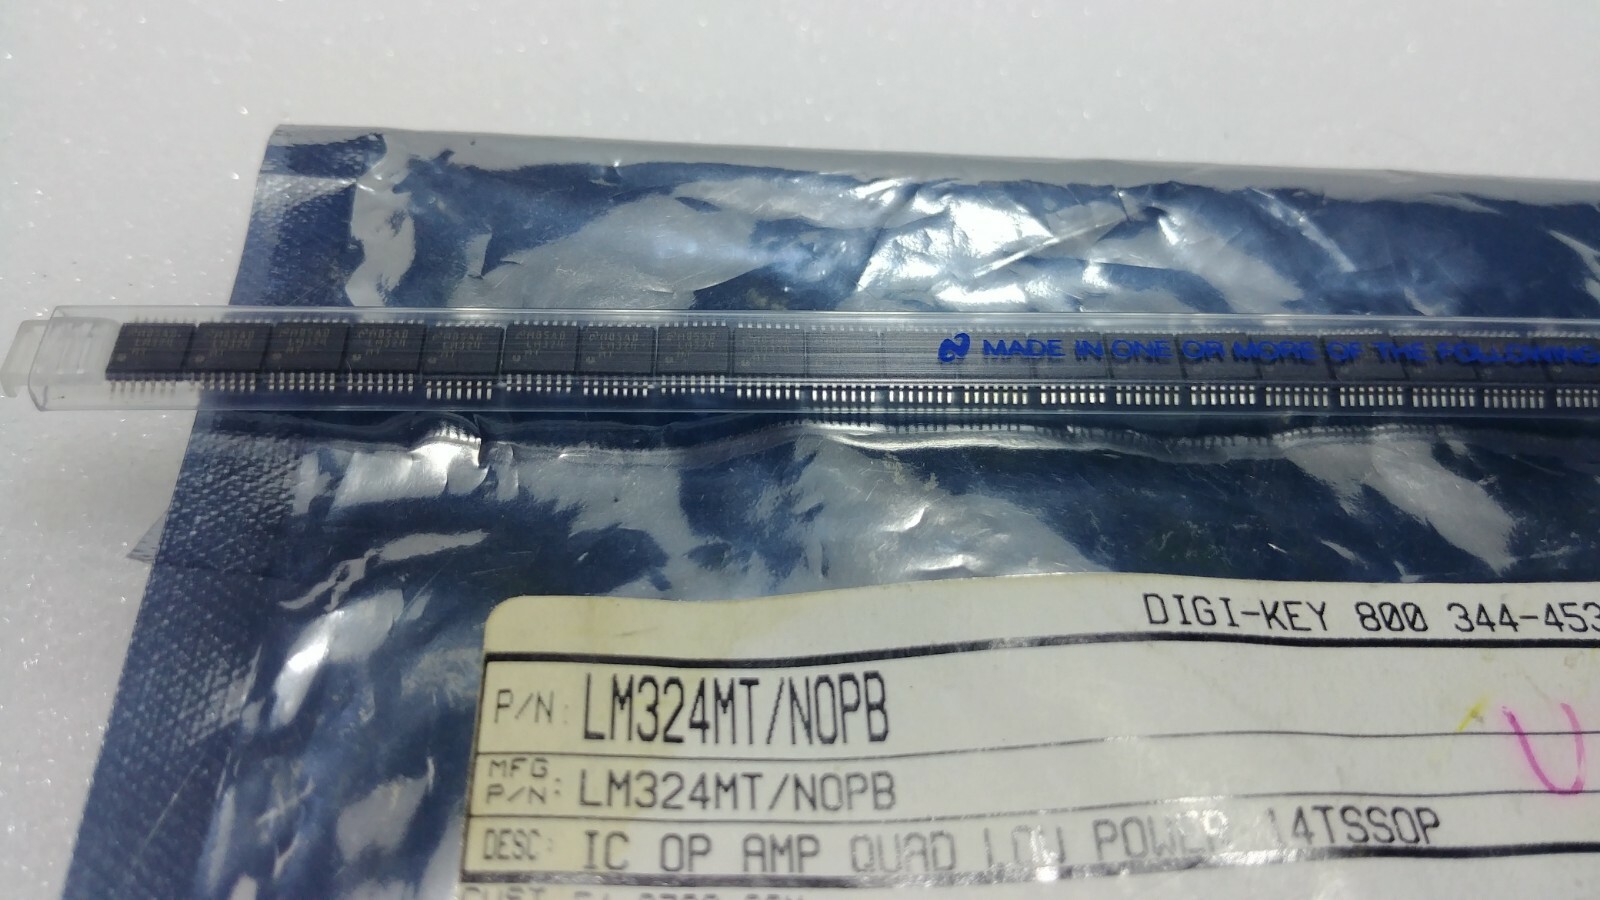 MADE IN ONE OR MORE OF THE FOLLOWING
DIGI-KEY 800 344-453
P/N: LM324MT/NOPB
MFG P/N: LM324MT/NOPB
DESC: IC OP AMP QUAD LOW POWER 14TSSOP